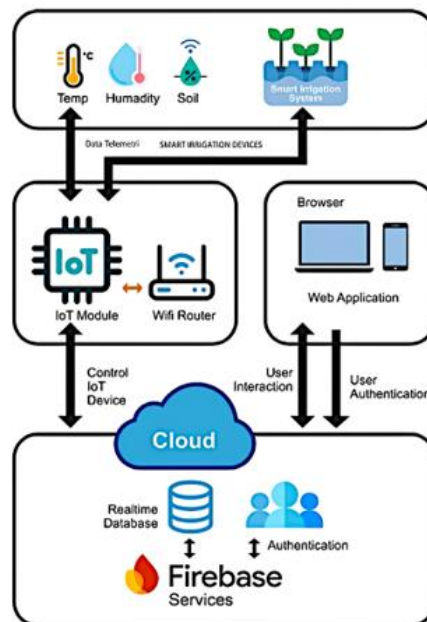 °C
Temp
Humadity
Soil
Smart Irrigation
System
Data Telemetri
SMART IRRIGATION DEVICES
IoT
IoT Module
Wifi Router
Browser
Web Application
Control
IoT
Device
User
Interaction
User
Authentication
Cloud
Realtime
Database
Authentication
Firebase
Services